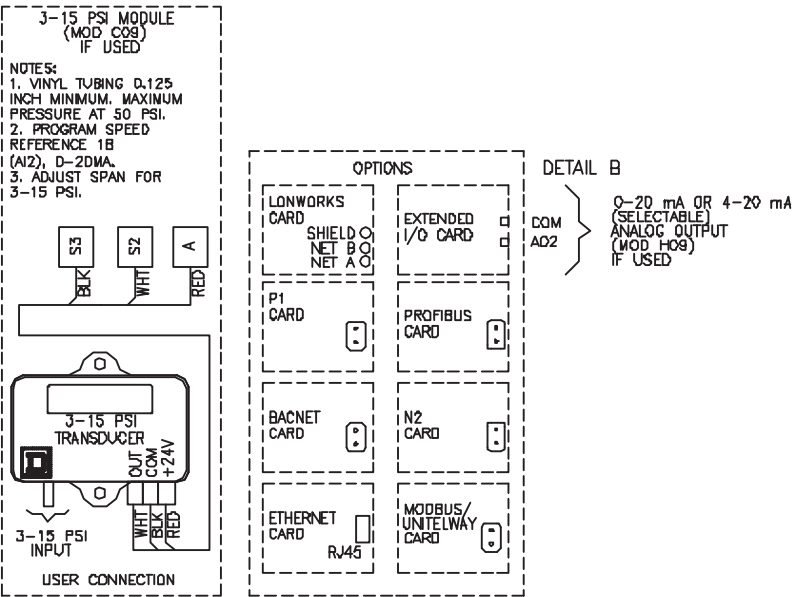 3-15 PSI MODULE
(MOD C09)
IF USED
NOTES:
1. VINYL TUBING 0.125
INCH MINIMUM. MAXIMUM
PRESSURE AT 50 PSI.
2. PROGRAM SPEED
REFERENCE 1B
(AI2), 0-20MA.
3. ADJUST SPAN FOR
3-15 PSI.
S3
S2
A
BLK
WHT
RED
3-15 PSI
TRANSDUCER
OUT
COM
+24V
WHT
BLK
RED
3-15 PSI
INPUT
USER CONNECTION
OPTIONS
LONWORKS
CARD
SHIELD
NET B
NET A
EXTENDED
I/O CARD
P1
CARD
PROFIBUS
CARD
BACNET
CARD
N2
CARD
ETHERNET
CARD
RJ45
MODBUS/
UNITELWAY
CARD
DETAIL B
COM
AO2
0-20 mA OR 4-20 mA
(SELECTABLE)
ANALOG OUTPUT
(MOD H09)
IF USED